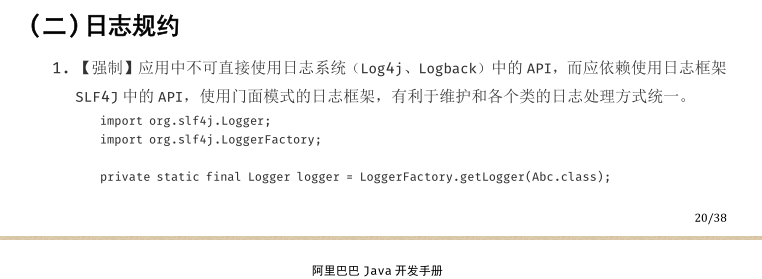 (二)日志规约
1.【强制】应用中不可直接使用日志系统（Log4j、Logback）中的 API，而应依赖使用日志框架
SLF4J 中的 API，使用门面模式的日志框架，有利于维护和各个类的日志处理方式统一。
import org.slf4j.Logger;
import org.slf4j.LoggerFactory;
private static final Logger logger = LoggerFactory.getLogger(Abc.class);
20/38
阿里巴巴 Java 开发手册